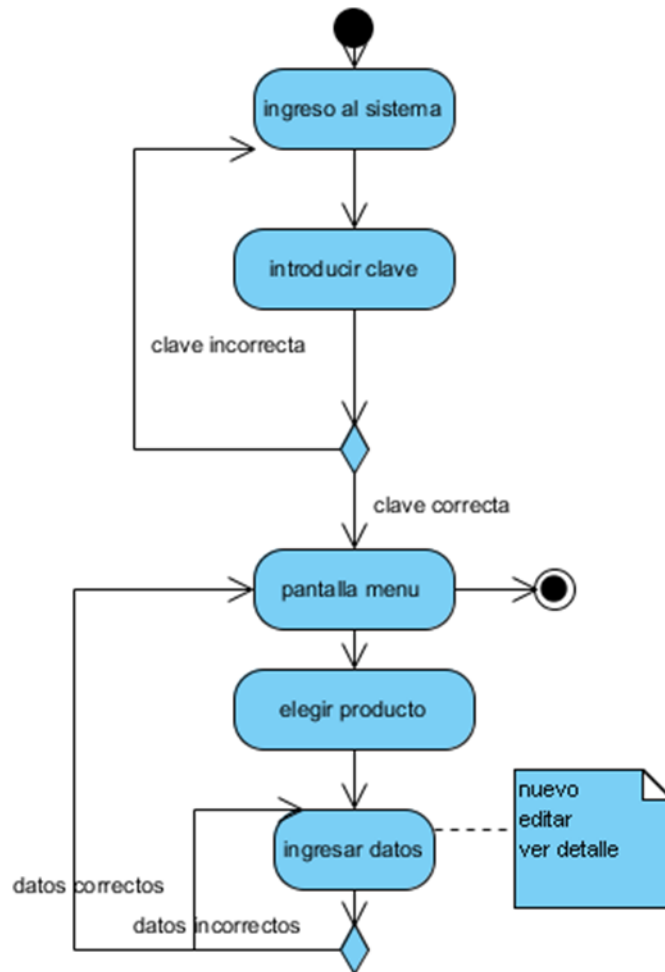 ingreso al sistema
introducir clave
clave incorrecta
clave correcta
pantalla menu
elegir producto
nuevo
editar
ver detalle
ingresar datos
datos correctos
datos incorrectos